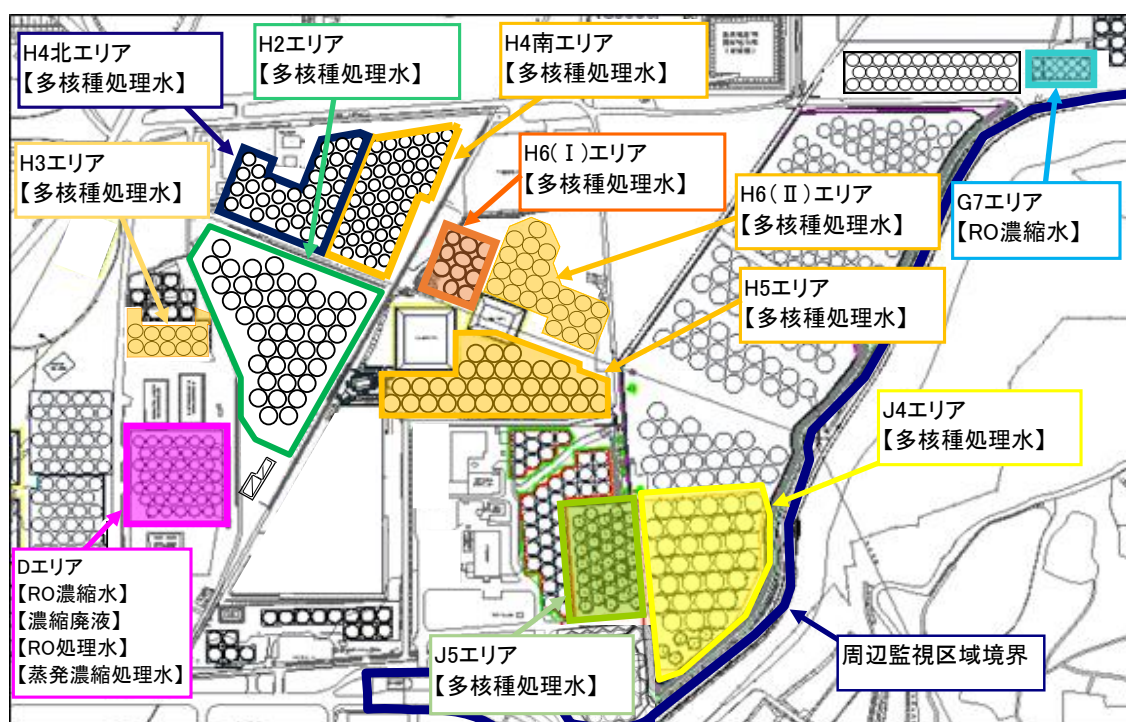 H4北エリア
【多核種処理水】
H2エリア
【多核種処理水】
H4南エリア
【多核種処理水】
H3エリア
【多核種処理水】
H6(Ⅰ)エリア
【多核種処理水】
H6(Ⅱ)エリア
【多核種処理水】
G7エリア
【RO濃縮水】
H5エリア
【多核種処理水】
J4エリア
【多核種処理水】
Dエリア
【RO濃縮水】
【濃縮廃液】
【RO処理水】
【蒸発濃縮処理水】
J5エリア
【多核種処理水】
周辺監視区域境界